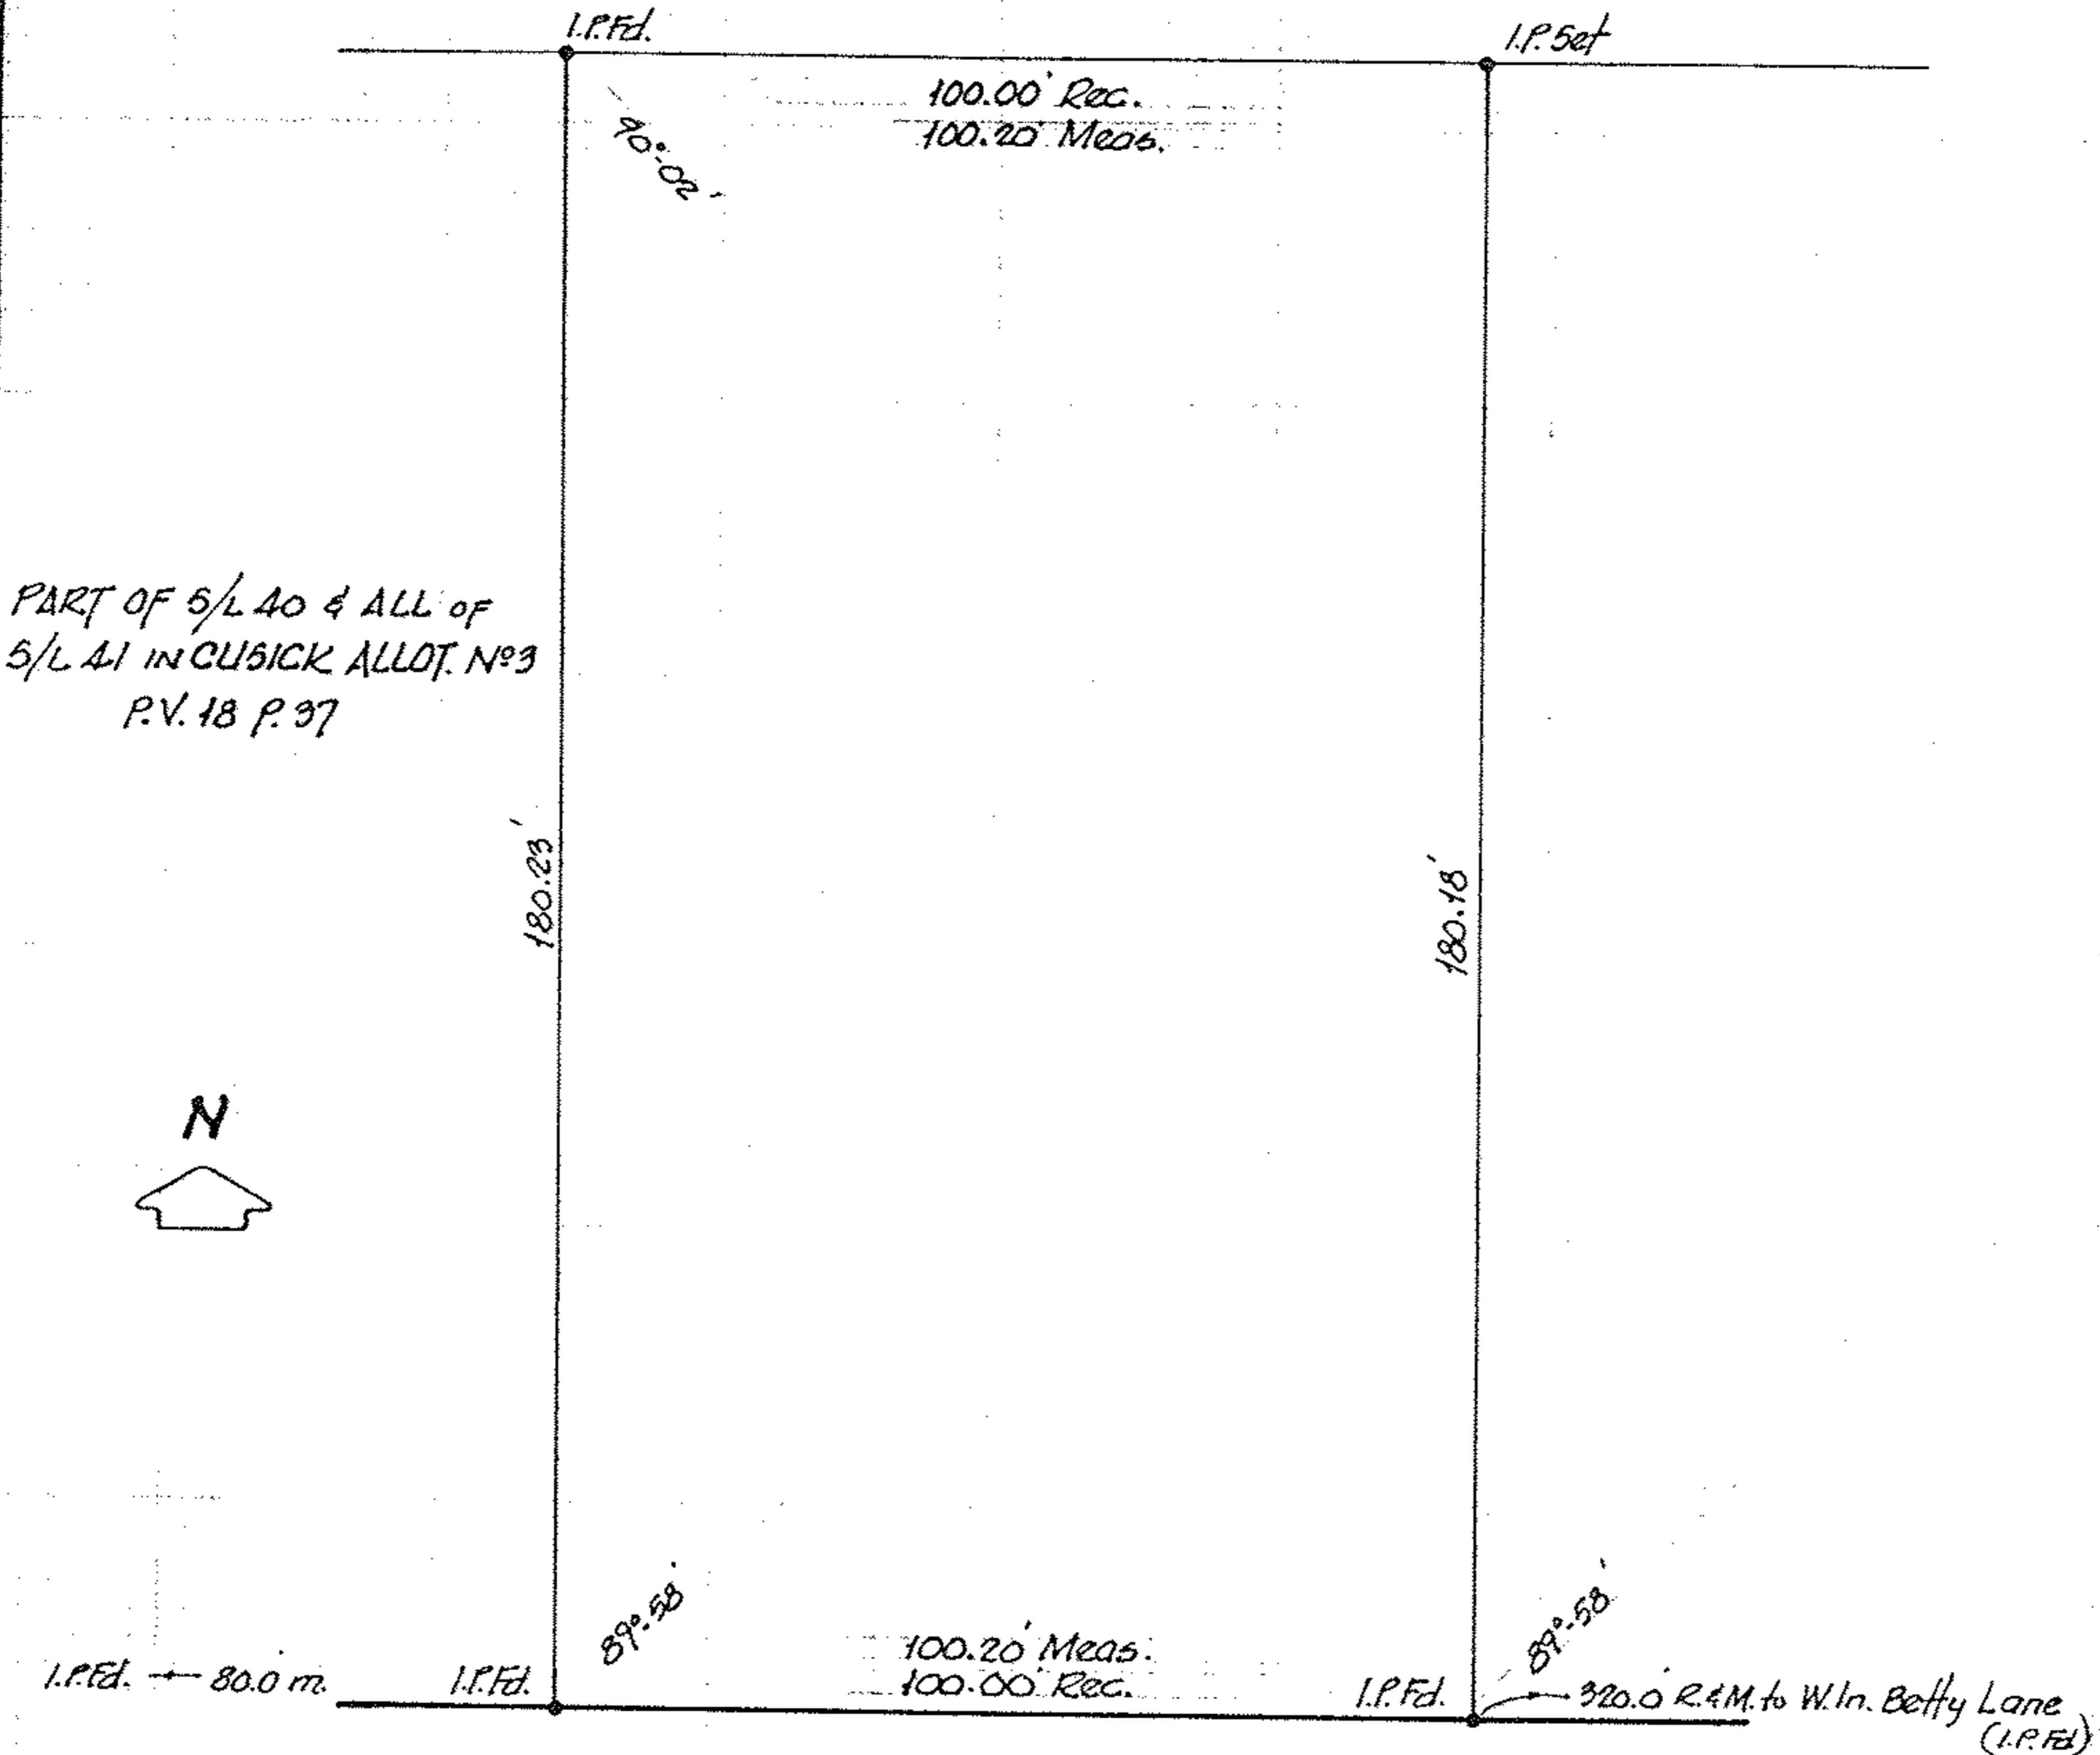 I.P.Fd.
I.P. Set
100.00' Rec.
100.20' Meas.
90°-02'
PART OF S/L 40 & ALL OF
S/L 41 IN CUSICK ALLOT. Nº3
P.V. 18 P. 37
180.23'
180.18'
N
89°-58'
89°-58'
100.20' Meas.
100.00' Rec.
I.P.Fd. ← 80.0' m.
I.P.Fd.
I.P.Fd.
320.0' R.&M. to W.ln. Betty Lane
(I.P. Fd)